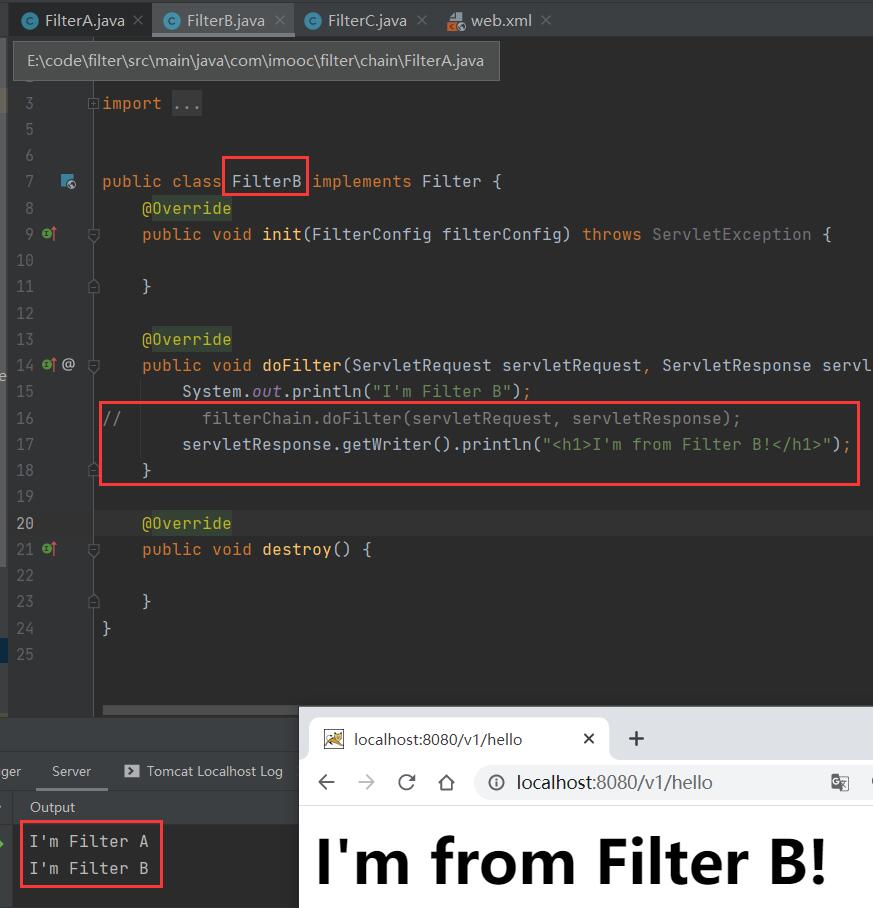 FilterA.java FilterB.java FilterC.java web.xml
E:\code\filter\src\main\java\com\imooc\filter\chain\FilterA.java
3 import ...
5
6
7 public class FilterB implements Filter {
8 @Override
9 public void init(FilterConfig filterConfig) throws ServletException {
10
11 }
12
13 @Override
14 @ public void doFilter(ServletRequest servletRequest, ServletResponse servl
15 System.out.println("I'm Filter B");
16 // filterChain.doFilter(servletRequest, servletResponse);
17 servletResponse.getWriter().println("<h1>I'm from Filter B!</h1>");
18 }
19
20 @Override
21 public void destroy() {
22
23 }
24 }
25
localhost:8080/v1/hello
ger Server Tomcat Localhost Log
localhost:8080/v1/hello
Output
I'm Filter A
I'm Filter B
I'm from Filter B!